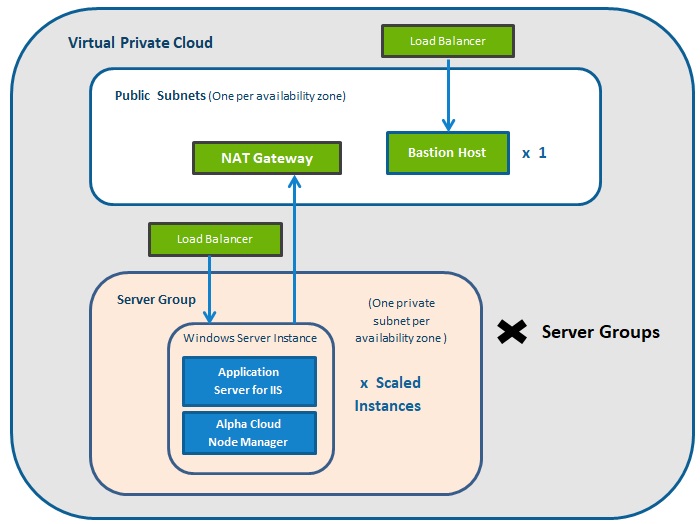 Load Balancer
Virtual Private Cloud
Public Subnets (One per availability zone)
NAT Gateway
Bastion Host
x 1
Load Balancer
Server Group
(One private
subnet per
availability zone)
Windows Server Instance
Application
Server for IIS
x Scaled
Instances
Alpha Cloud
Node Manager
Server Groups